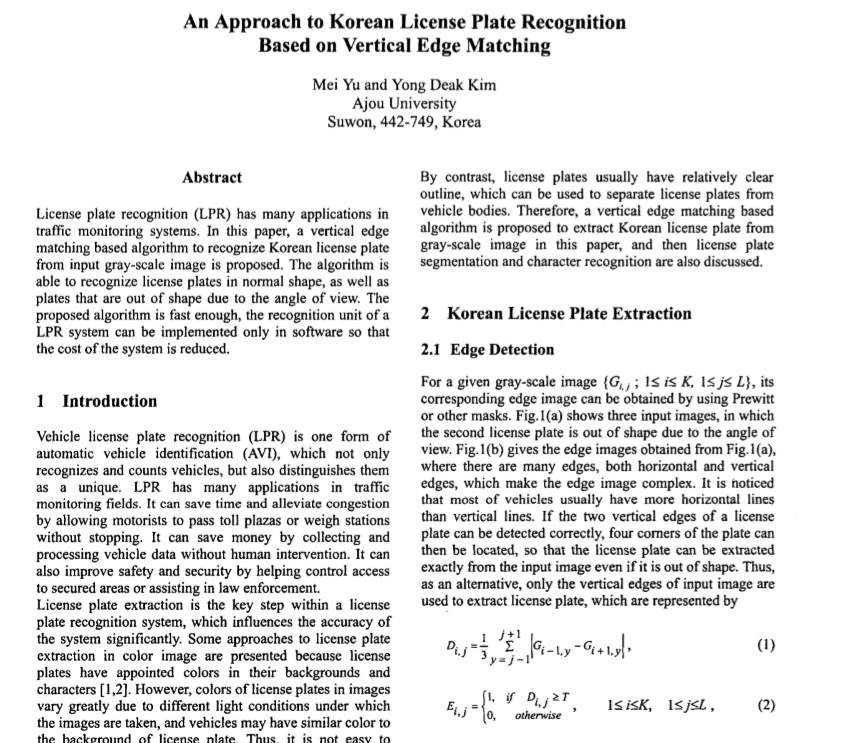 An Approach to Korean License Plate Recognition
Based on Vertical Edge Matching
Mei Yu and Yong Deak Kim
Ajou University
Suwon, 442-749, Korea
Abstract
License plate recognition (LPR) has many applications in
traffic monitoring systems. In this paper, a vertical edge
matching based algorithm to recognize Korean license plate
from input gray-scale image is proposed. The algorithm is
able to recognize license plates in normal shape, as well as
plates that are out of shape due to the angle of view. The
proposed algorithm is fast enough, the recognition unit of a
LPR system can be implemented only in software so that
the cost of the system is reduced.
1 Introduction
Vehicle license plate recognition (LPR) is one form of
automatic vehicle identification (AVI), which not only
recognizes and counts vehicles, but also distinguishes them
as a unique. LPR has many applications in traffic
monitoring fields. It can save time and alleviate congestion
by allowing motorists to pass toll plazas or weigh stations
without stopping. It can save money by collecting and
processing vehicle data without human intervention. It can
also improve safety and security by helping control access
to secured areas or assisting in law enforcement.
License plate extraction is the key step within a license
plate recognition system, which influences the accuracy of
the system significantly. Some approaches to license plate
extraction in color image are presented because license
plates have appointed colors in their backgrounds and
characters [1,2]. However, colors of license plates in images
vary greatly due to different light conditions under which
the images are taken, and vehicles may have similar color to
the background of license plate. Thus, it is not easy to
By contrast, license plates usually have relatively clear
outline, which can be used to separate license plates from
vehicle bodies. Therefore, a vertical edge matching based
algorithm is proposed to extract Korean license plate from
gray-scale image in this paper, and then license plate
segmentation and character recognition are also discussed.
2 Korean License Plate Extraction
2.1 Edge Detection
For a given gray-scale image {G_{i,j} ; 1≤ i≤ K, 1≤ j≤ L}, its
corresponding edge image can be obtained by using Prewitt
or other masks. Fig.1(a) shows three input images, in which
the second license plate is out of shape due to the angle of
view. Fig.1(b) gives the edge images obtained from Fig.1(a),
where there are many edges, both horizontal and vertical
edges, which make the edge image complex. It is noticed
that most of vehicles usually have more horizontal lines
than vertical lines. If the two vertical edges of a license
plate can be detected correctly, four corners of the plate can
then be located, so that the license plate can be extracted
exactly from the input image even if it is out of shape. Thus,
as an alternative, only the vertical edges of input image are
used to extract license plate, which are represented by
D_{i,j} = 1/3 Σ_{y=j-1}^{j+1} |G_{i-1,y} - G_{i+1,y}|, (1)
E_{i,j} = {1, if D_{i,j} ≥ T; 0, otherwise , 1≤i≤K, 1≤j≤L , (2)